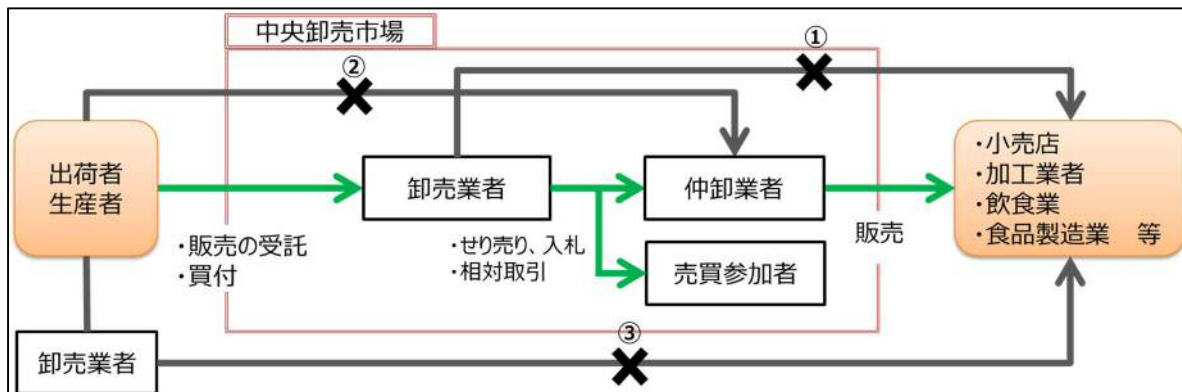 中央卸売市場
①
②
出荷者
生産者
卸売業者
仲卸業者
・小売店
・加工業者
・飲食業
・食品製造業　等
・販売の受託
・買付
・せり売り、入札
・相対取引
販売
売買参加者
③
卸売業者